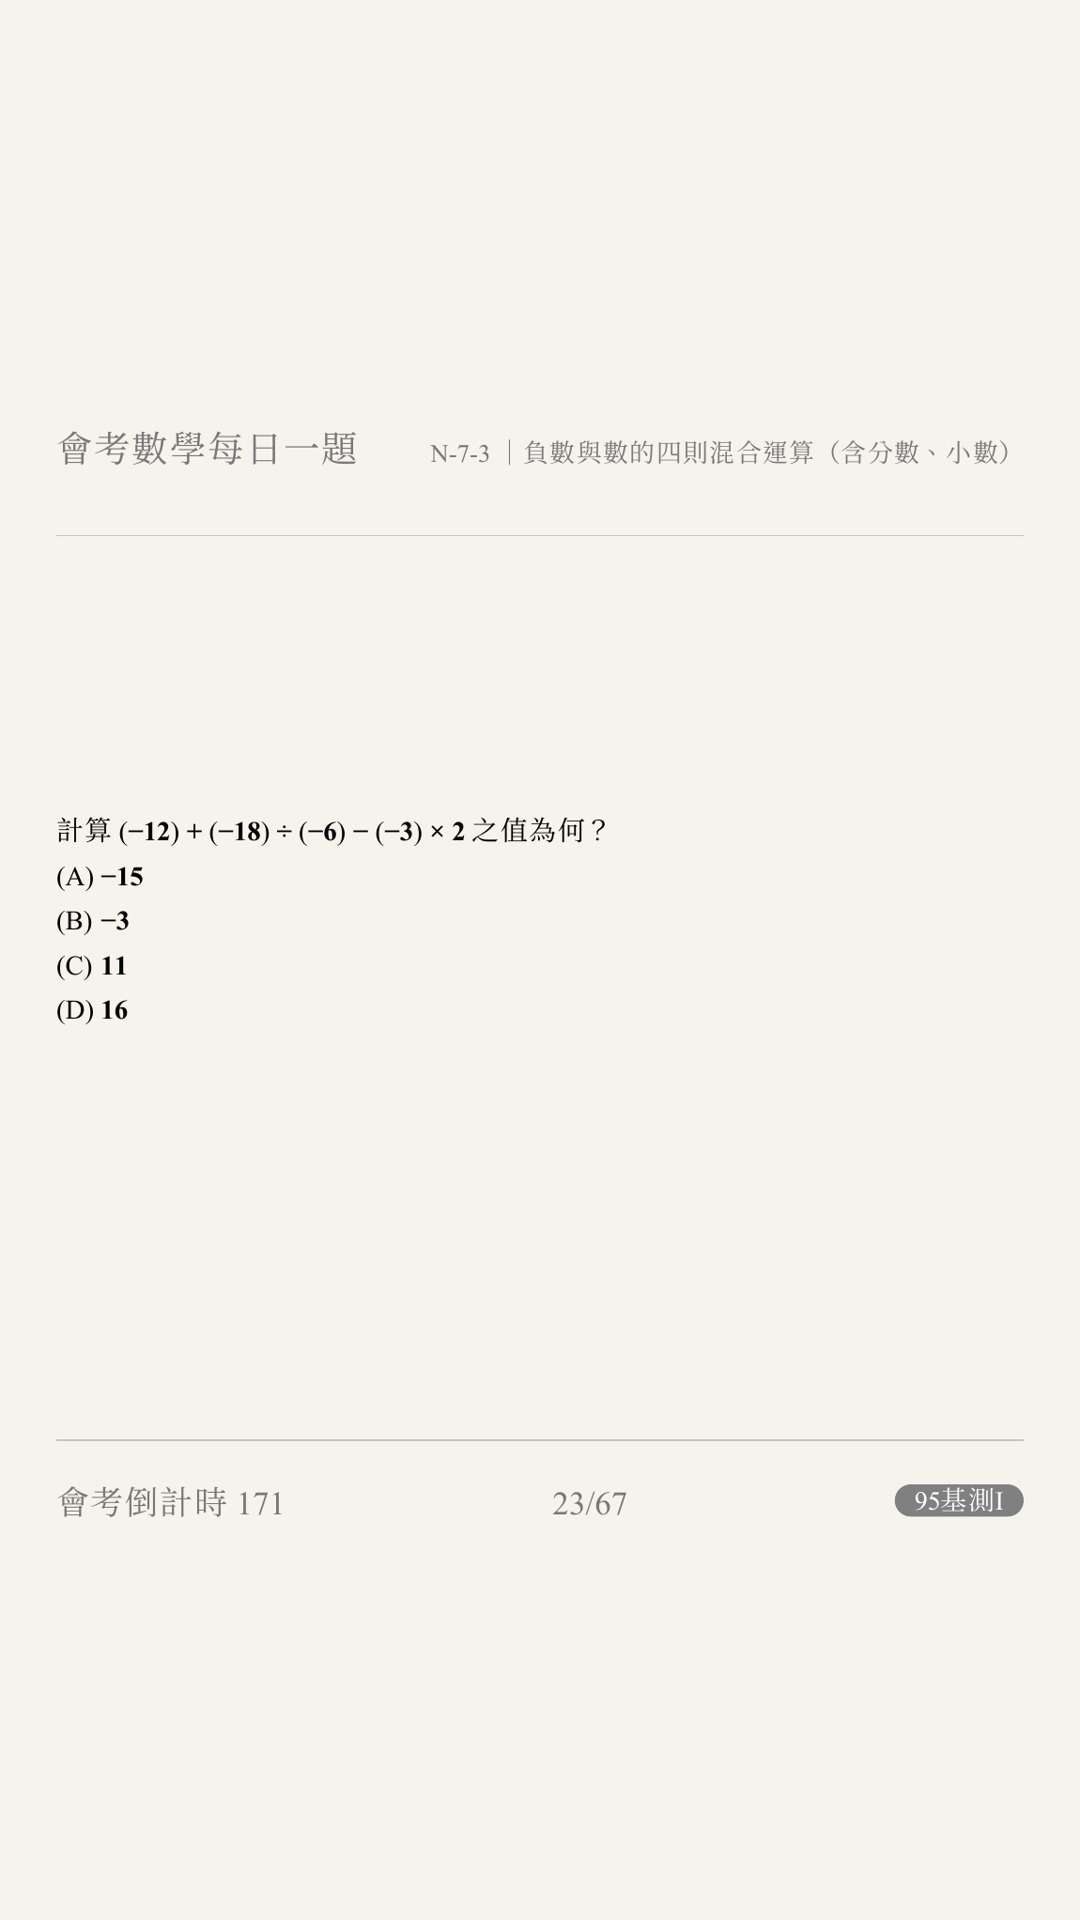 會考數學每日一題
N-7-3｜負數與數的四則混合運算（含分數、小數）
計算 (−12) + (−18) ÷ (−6) − (−3) × 2 之值為何？
(A) −15
(B) −3
(C) 11
(D) 16
會考倒計時 171
23/67
95基測I